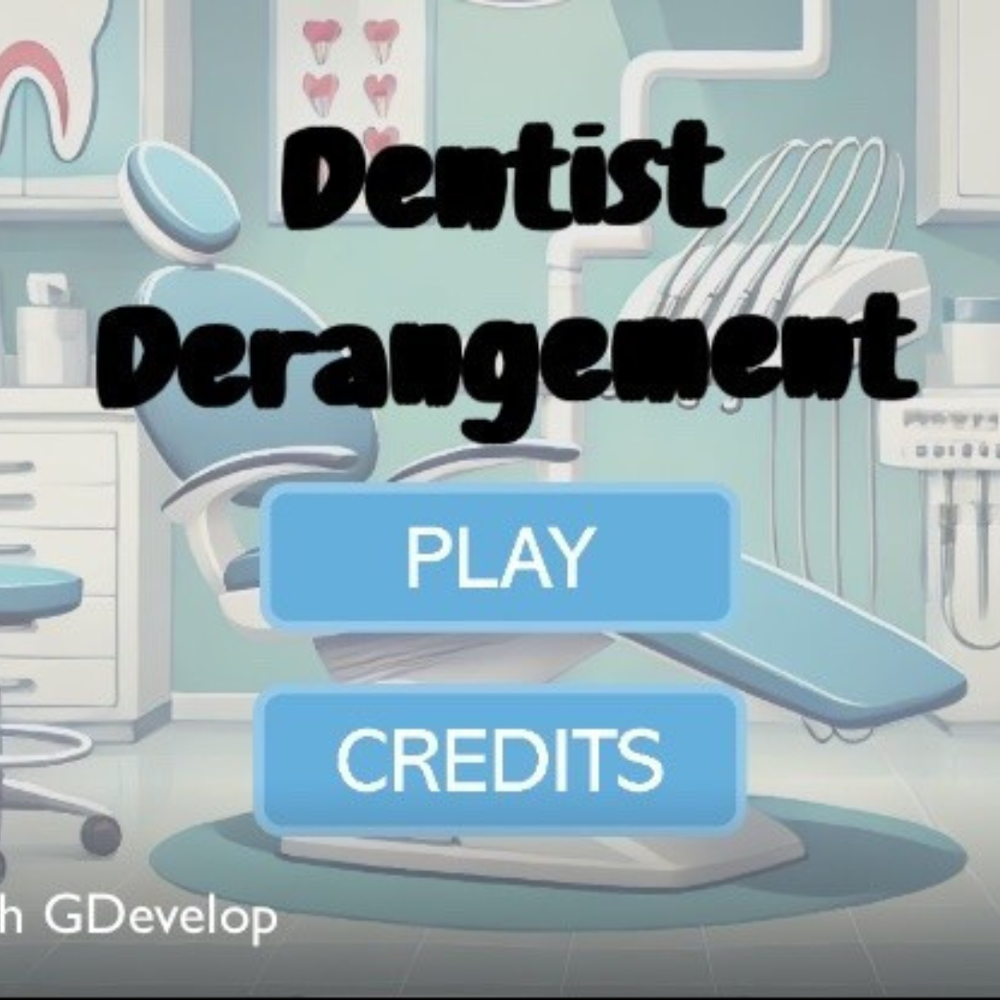 Dentist
Derangement
PLAY
CREDITS
h GDevelop